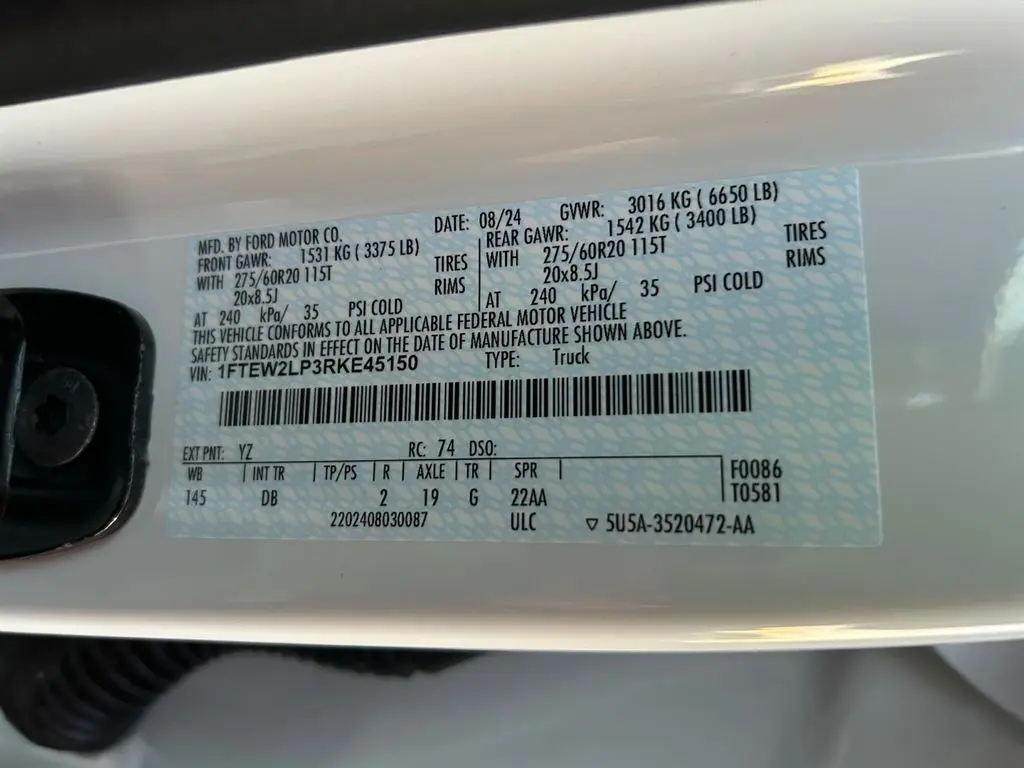 MFD. BY FORD MOTOR CO. DATE: 08/24 GVWR: 3016 KG ( 6650 LB)
FRONT GAWR: 1531 KG ( 3375 LB) REAR GAWR: 1542 KG ( 3400 LB)
WITH 275/60R20 115T TIRES WITH 275/60R20 115T TIRES
20x8.5J RIMS 20x8.5J RIMS
AT 240 kPa/ 35 PSI COLD AT 240 kPa/ 35 PSI COLD
THIS VEHICLE CONFORMS TO ALL APPLICABLE FEDERAL MOTOR VEHICLE
SAFETY STANDARDS IN EFFECT ON THE DATE OF MANUFACTURE SHOWN ABOVE.
VIN: 1FTEW2LP3RKE45150 TYPE: Truck
EXT PNT: YZ RC: 74 DSO:
WB INT TR TP/PS R AXLE TR SPR F0086
145 DB 2 19 G 22AA T0581
2202408030087 ULC ▽ 5U5A-3520472-AA